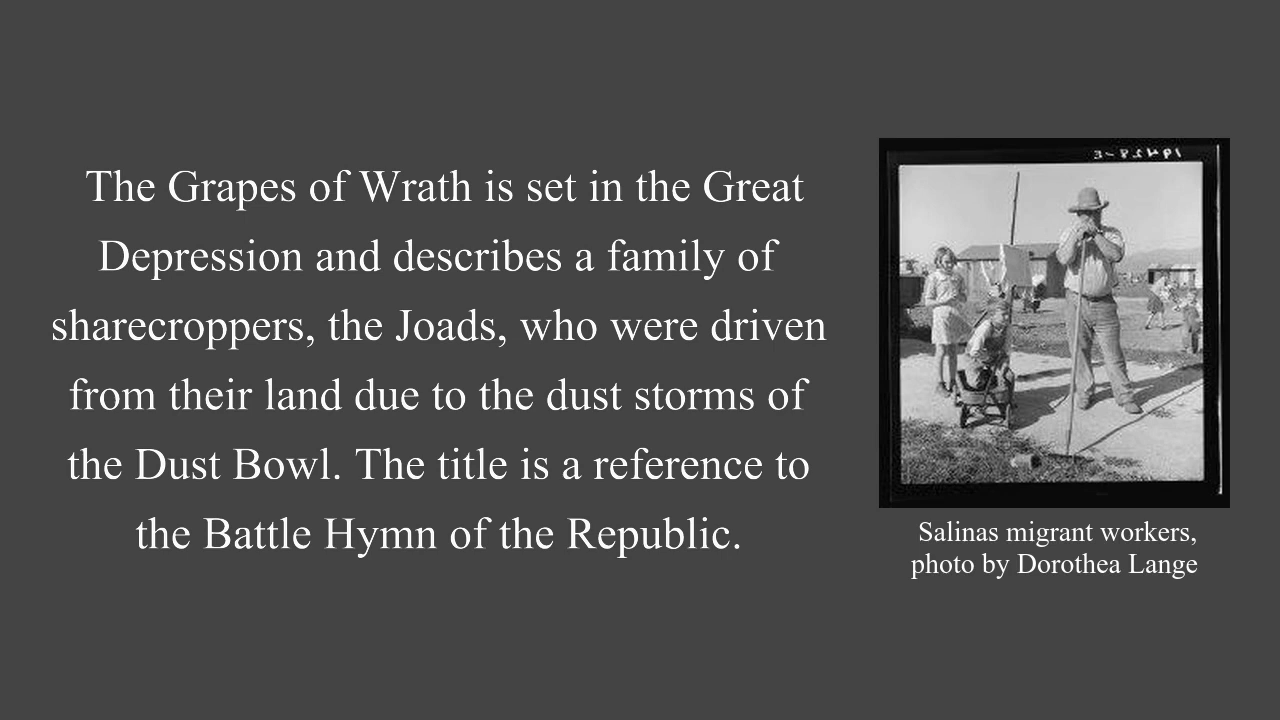 The Grapes of Wrath is set in the Great
Depression and describes a family of
sharecroppers, the Joads, who were driven
from their land due to the dust storms of
the Dust Bowl. The title is a reference to
the Battle Hymn of the Republic.
Salinas migrant workers,
photo by Dorothea Lange